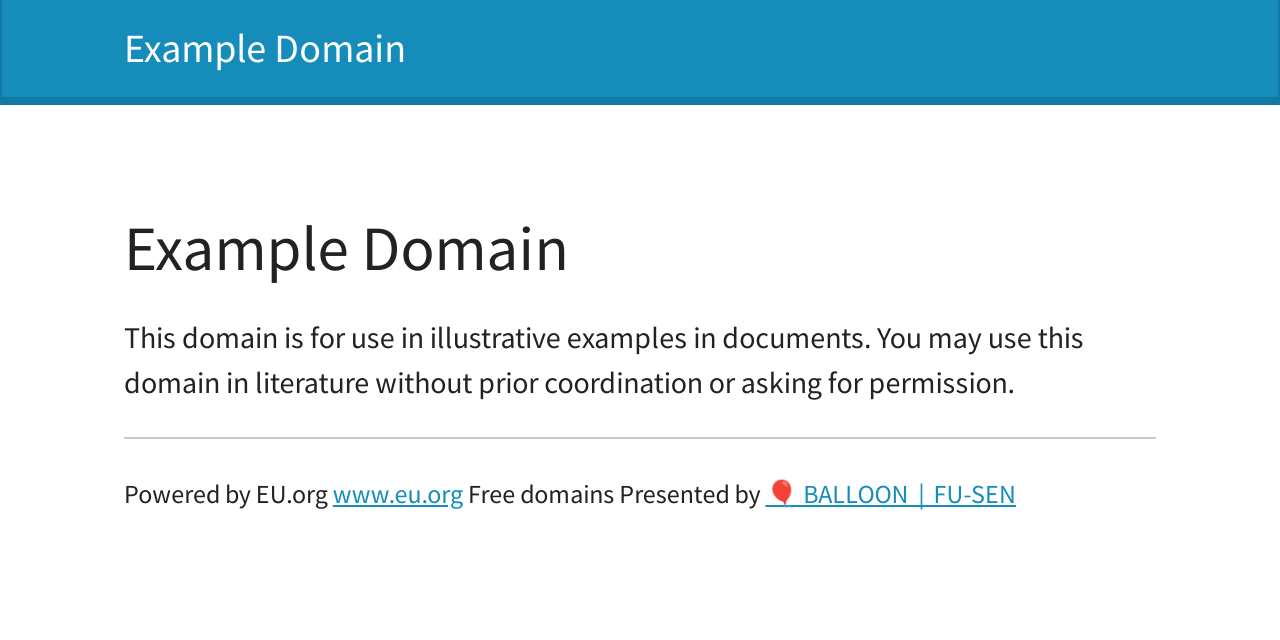 Example Domain
Example Domain
This domain is for use in illustrative examples in documents. You may use this
domain in literature without prior coordination or asking for permission.
Powered by EU.org www.eu.org Free domains Presented by 🎈 BALLOON｜FU-SEN